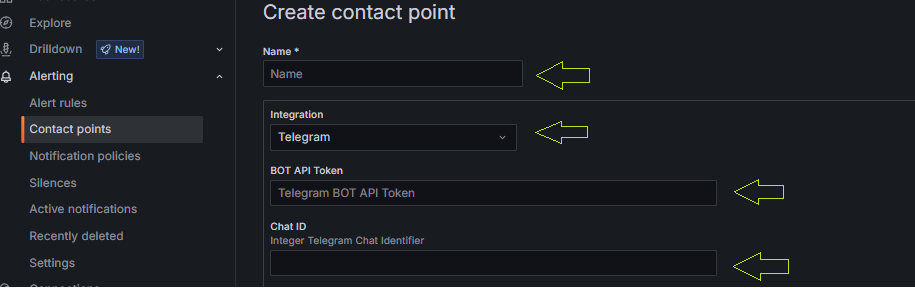 Create contact point
Explore
Drilldown New!
Alerting
Alert rules
Contact points
Notification policies
Silences
Active notifications
Recently deleted
Settings
Name *
Name
Integration
Telegram
BOT API Token
Telegram BOT API Token
Chat ID
Integer Telegram Chat Identifier